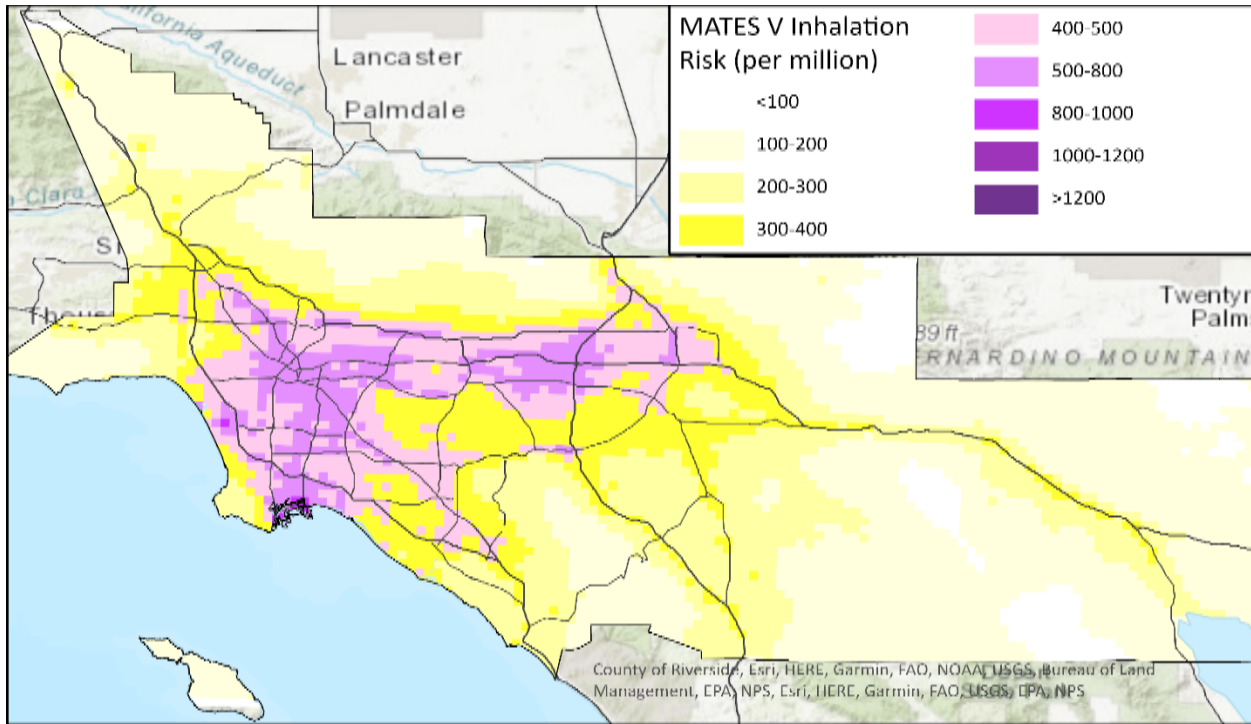 MATES V Inhalation
Risk (per million)
<100
100-200
200-300
300-400
400-500
500-800
800-1000
1000-1200
>1200
California Aqueduct
Lancaster
Palmdale
Clara
Twentyn
Palm
89 ft
ERNARDINO MOUNTAIN
County of Riverside, Esri, HERE, Garmin, FAO, NOAA, USGS, Bureau of Land
Management, EPA, NPS, Esri, HERE, Garmin, FAO, USGS, EPA, NPS